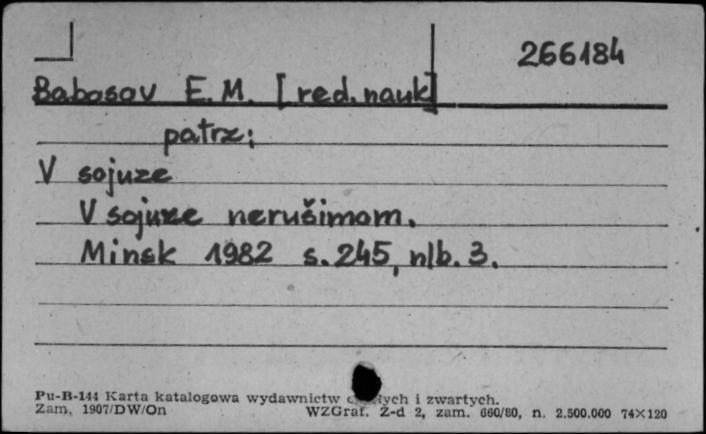 266184
Babosov E.M. [red.nauk]
patrz:
V sojuze
V sojuze nerušimom.
Minsk 1982 s.245, nlb.3.
Pu-B-144 Karta katalogowa wydawnictw i zwartych.
Zam. 1907/DW/On WZGraf. Z-d 2, zam. 660/80, n. 2.500.000 74×120